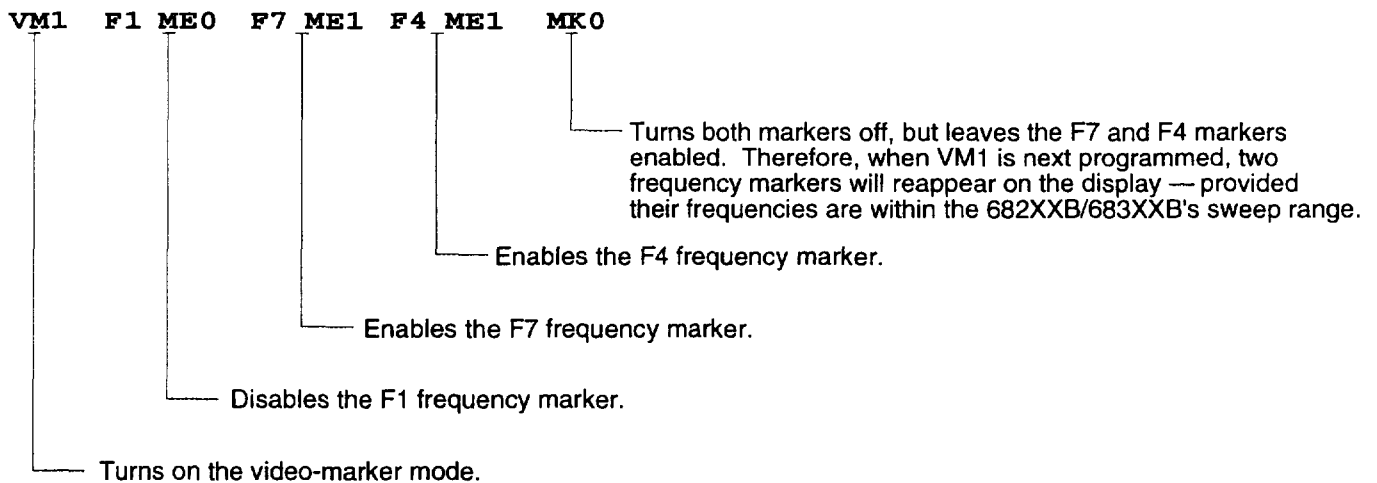 VM1 F1 ME0 F7 ME1 F4 ME1 MK0
Turns both markers off, but leaves the F7 and F4 markers
enabled. Therefore, when VM1 is next programmed, two
frequency markers will reappear on the display — provided
their frequencies are within the 682XXB/683XXB's sweep range.
Enables the F4 frequency marker.
Enables the F7 frequency marker.
Disables the F1 frequency marker.
Turns on the video-marker mode.